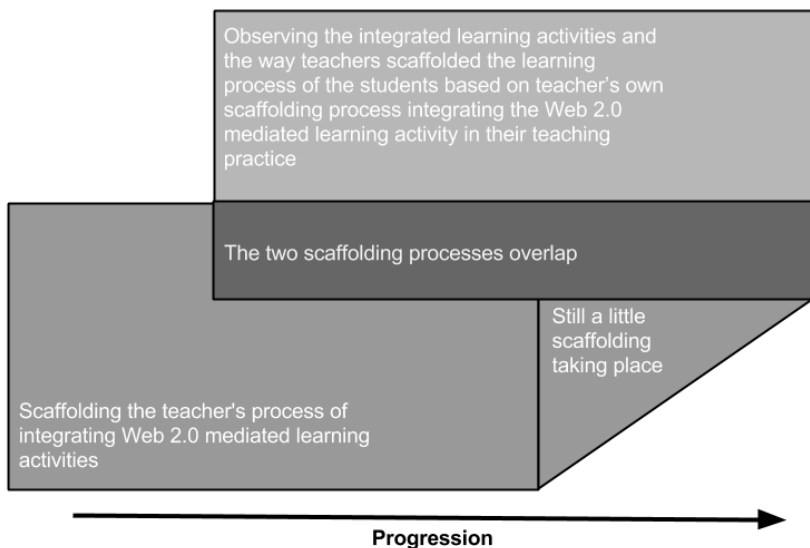 Observing the integrated learning activities and
the way teachers scaffolded the learning
process of the students based on teacher's own
scaffolding process integrating the Web 2.0
mediated learning activity in their teaching
practice
The two scaffolding processes overlap
Still a little
scaffolding
taking place
Scaffolding the teacher's process of
integrating Web 2.0 mediated learning
activities
Progression